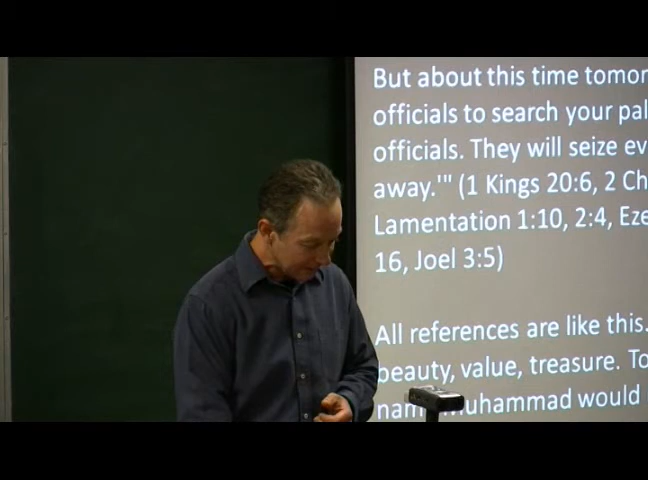 But about this time tomor
officials to search your pal
officials. They will seize ev
away.'" (1 Kings 20:6, 2 Ch
Lamentation 1:10, 2:4, Eze
16, Joel 3:5)
All references are like this.
beauty, value, treasure. To
nam Muhammad would